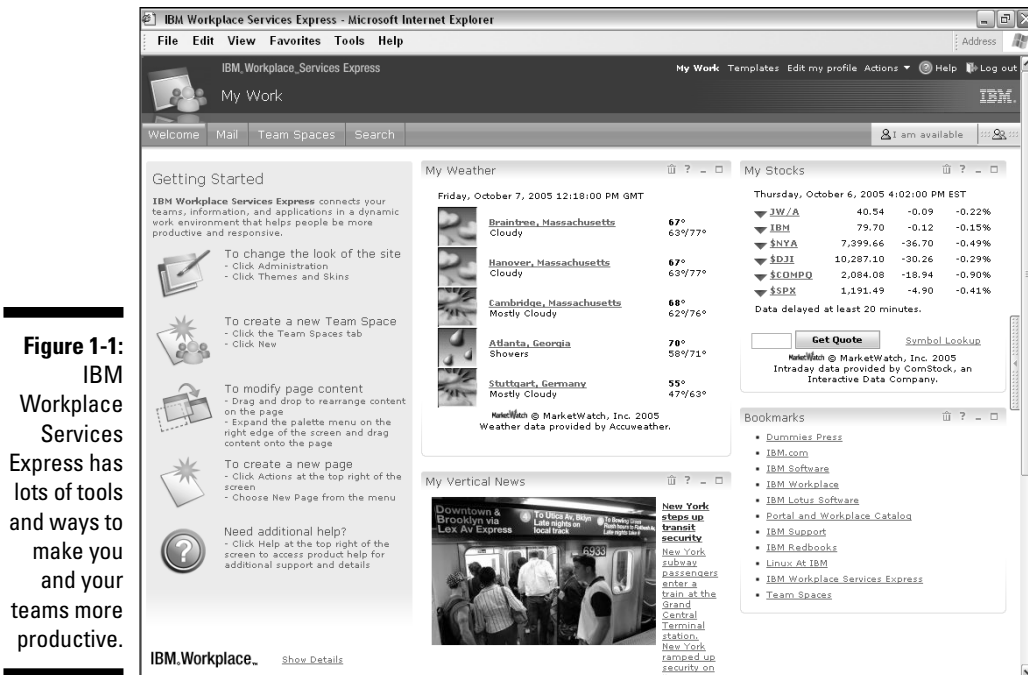 IBM Workplace Services Express - Microsoft Internet Explorer
File Edit View Favorites Tools Help
Address
IBM Workplace Services Express
My Work Templates Edit my profile Actions Help Log out
My Work
IBM.
Welcome Mail Team Spaces Search
I am available
Getting Started
IBM Workplace Services Express connects your
teams, information, and applications in a dynamic
work environment that helps people be more
productive and responsive.
To change the look of the site
- Click Administration
- Click Themes and Skins
To create a new Team Space
- Click the Team Spaces tab
- Click New
To modify page content
- Drag and drop to rearrange content
on the page
- Expand the palette menu on the
right edge of the screen and drag
content onto the page
To create a new page
- Click Actions at the top right of the
screen
- Choose New Page from the menu
Need additional help?
- Click Help at the top right of the
screen to access product help for
additional support and details
IBM. Workplace™ Show Details
My Weather
Friday, October 7, 2005 12:18:00 PM GMT
Braintree, Massachusetts 67°
Cloudy 63°/77°
Hanover, Massachusetts 67°
Cloudy 63°/77°
Cambridge, Massachusetts 68°
Mostly Cloudy 62°/76°
Atlanta, Georgia 70°
Showers 58°/71°
Stuttgart, Germany 55°
Mostly Cloudy 47°/63°
MarketWatch © MarketWatch, Inc. 2005
Weather data provided by Accuweather.
My Vertical News
Downtown &
Brooklyn via
Lex Av Express
4 To Utica Av, Bklyn
Late nights on
local track
To Bowling Green
6933
New York
steps up
transit
security
New York
subway
passengers
enter a
train at the
Grand
Central
Terminal
station.
New York
ramped up
security on
My Stocks
Thursday, October 6, 2005 4:02:00 PM EST
JW/A 40.54 -0.09 -0.22%
IBM 79.70 -0.12 -0.15%
$NYA 7,399.66 -36.70 -0.49%
$DJI 10,287.10 -30.26 -0.29%
$COMPQ 2,084.08 -18.94 -0.90%
$SPX 1,191.49 -4.90 -0.41%
Data delayed at least 20 minutes.
Get Quote Symbol Lookup
MarketWatch © MarketWatch, Inc. 2005
Intraday data provided by ComStock, an
Interactive Data Company.
Bookmarks
Dummies Press
IBM.com
IBM Software
IBM Workplace
IBM Lotus Software
Portal and Workplace Catalog
IBM Support
IBM Redbooks
Linux At IBM
IBM Workplace Services Express
Team Spaces
Figure 1-1:
IBM
Workplace
Services
Express has
lots of tools
and ways to
make you
and your
teams more
productive.